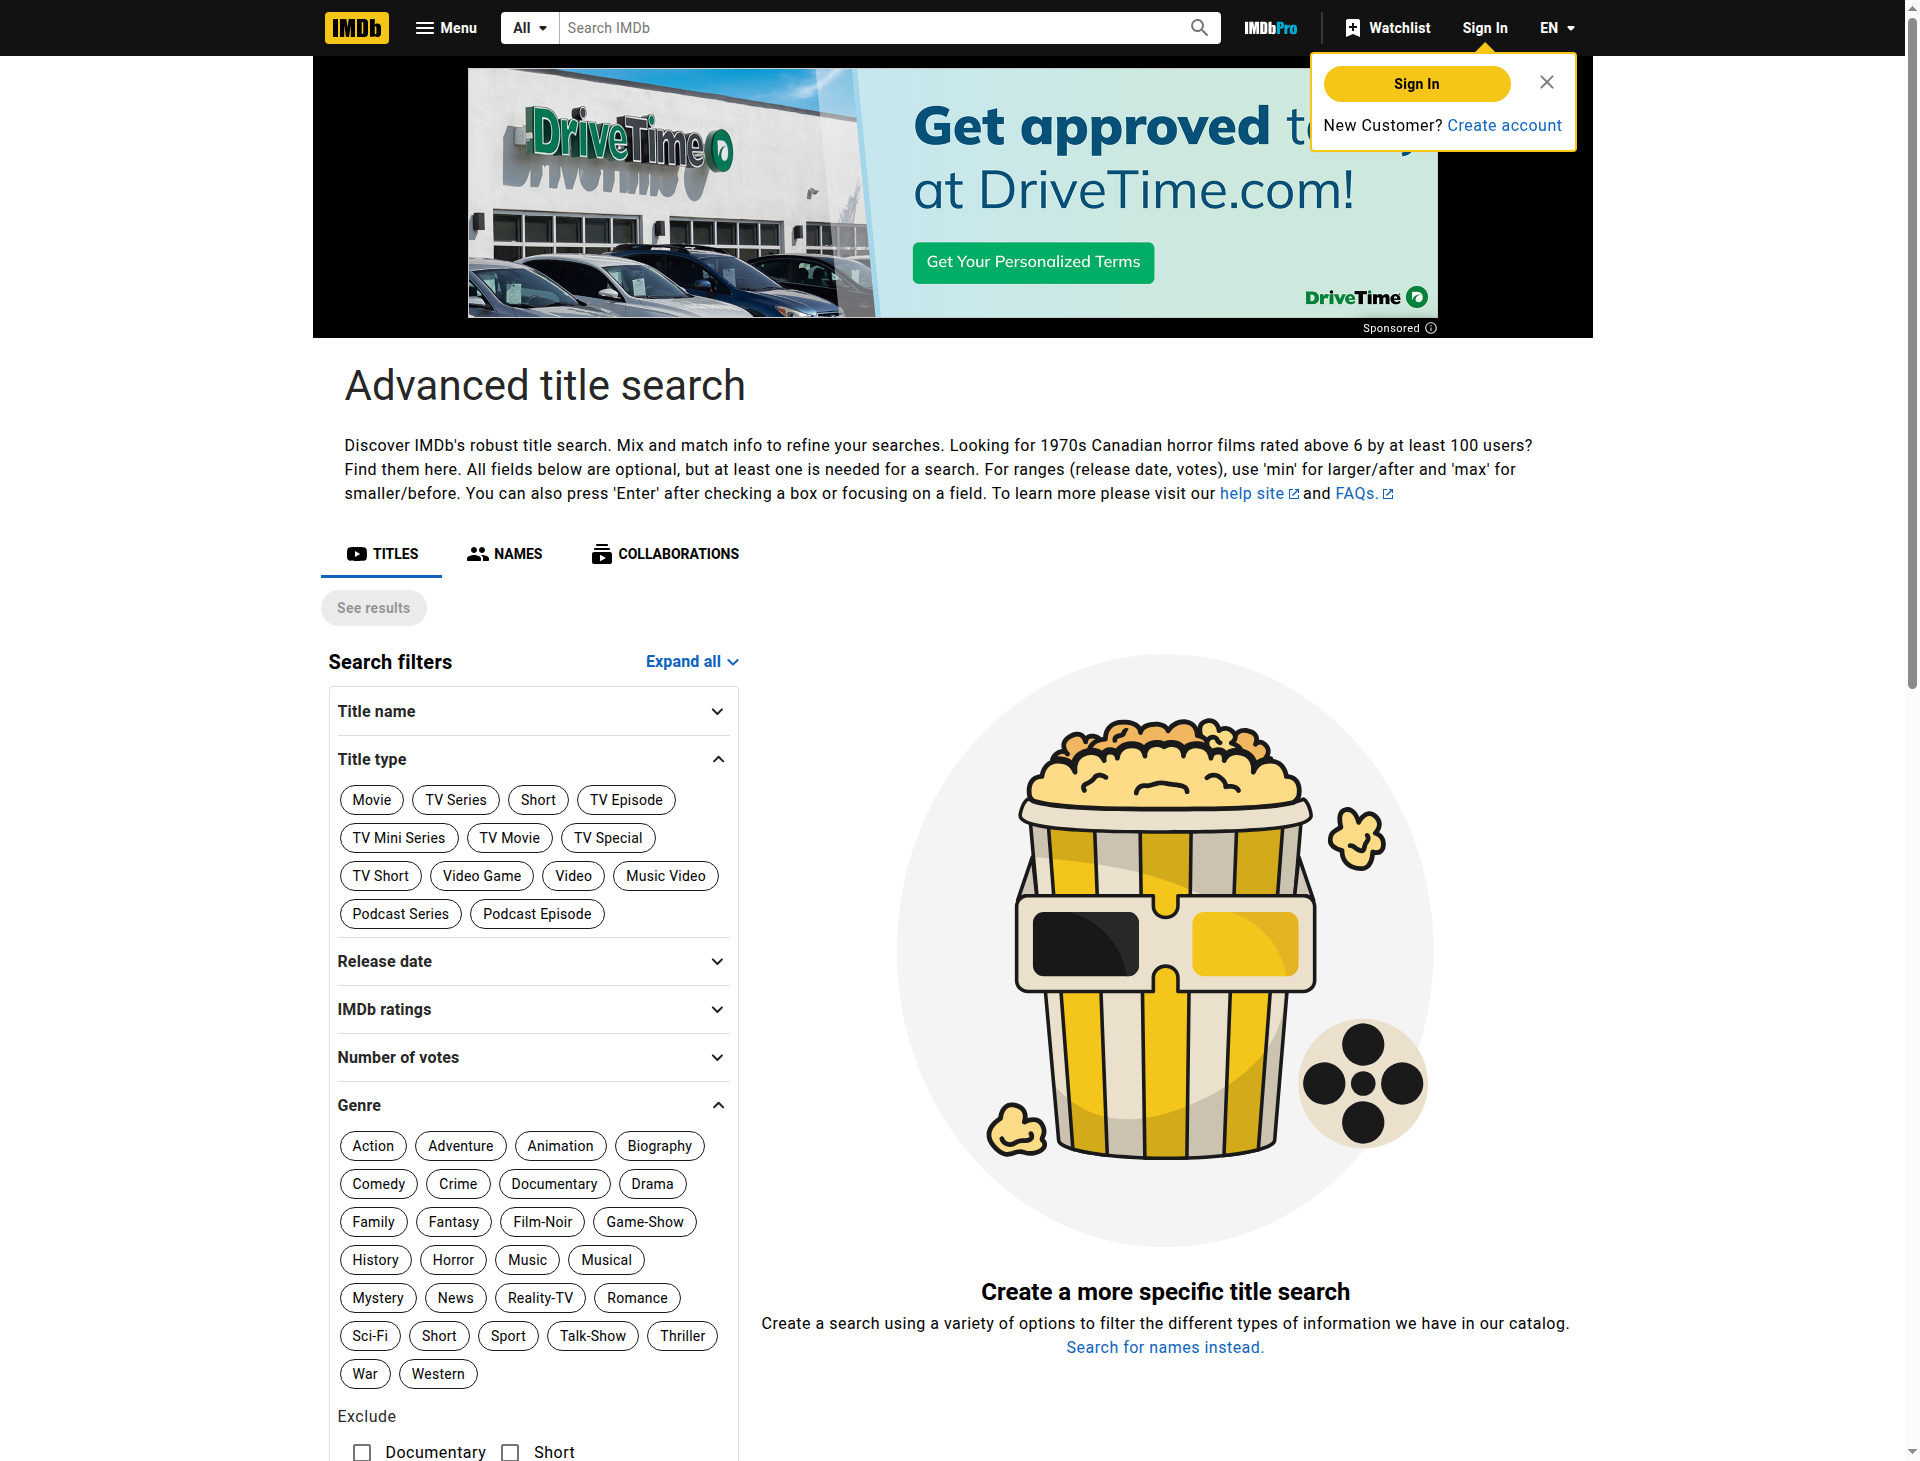 IMDb Menu All Search IMDb IMDbPro Watchlist Sign In EN
Sign In
New Customer? Create account
DriveTime
Get approved
at DriveTime.com!
Get Your Personalized Terms
DriveTime
Sponsored
Advanced title search
Discover IMDb's robust title search. Mix and match info to refine your searches. Looking for 1970s Canadian horror films rated above 6 by at least 100 users?
Find them here. All fields below are optional, but at least one is needed for a search. For ranges (release date, votes), use 'min' for larger/after and 'max' for
smaller/before. You can also press 'Enter' after checking a box or focusing on a field. To learn more please visit our help site and FAQs.
TITLES NAMES COLLABORATIONS
See results
Search filters Expand all
Title name
Title type
Movie TV Series Short TV Episode
TV Mini Series TV Movie TV Special
TV Short Video Game Video Music Video
Podcast Series Podcast Episode
Release date
IMDb ratings
Number of votes
Genre
Action Adventure Animation Biography
Comedy Crime Documentary Drama
Family Fantasy Film-Noir Game-Show
History Horror Music Musical
Mystery News Reality-TV Romance
Sci-Fi Short Sport Talk-Show Thriller
War Western
Exclude
Documentary Short
Create a more specific title search
Create a search using a variety of options to filter the different types of information we have in our catalog.
Search for names instead.